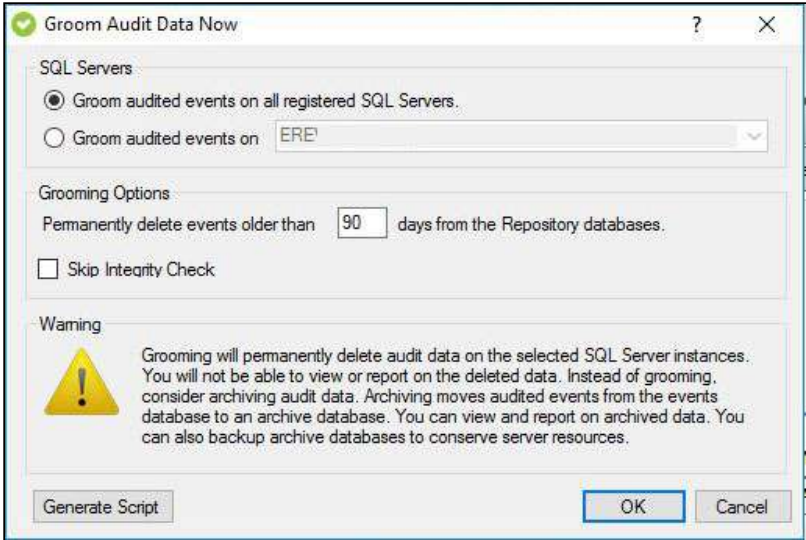 Groom Audit Data Now
?
SQL Servers
Groom audited events on all registered SQL Servers.
Groom audited events on
ERE'
Grooming Options
Permanently delete events older than 90 days from the Repository databases.
Skip Integrity Check
Warning
Grooming will permanently delete audit data on the selected SQL Server instances.
You will not be able to view or report on the deleted data. Instead of grooming,
consider archiving audit data. Archiving moves audited events from the events
database to an archive database. You can view and report on archived data. You
can also backup archive databases to conserve server resources.
Generate Script
OK
Cancel